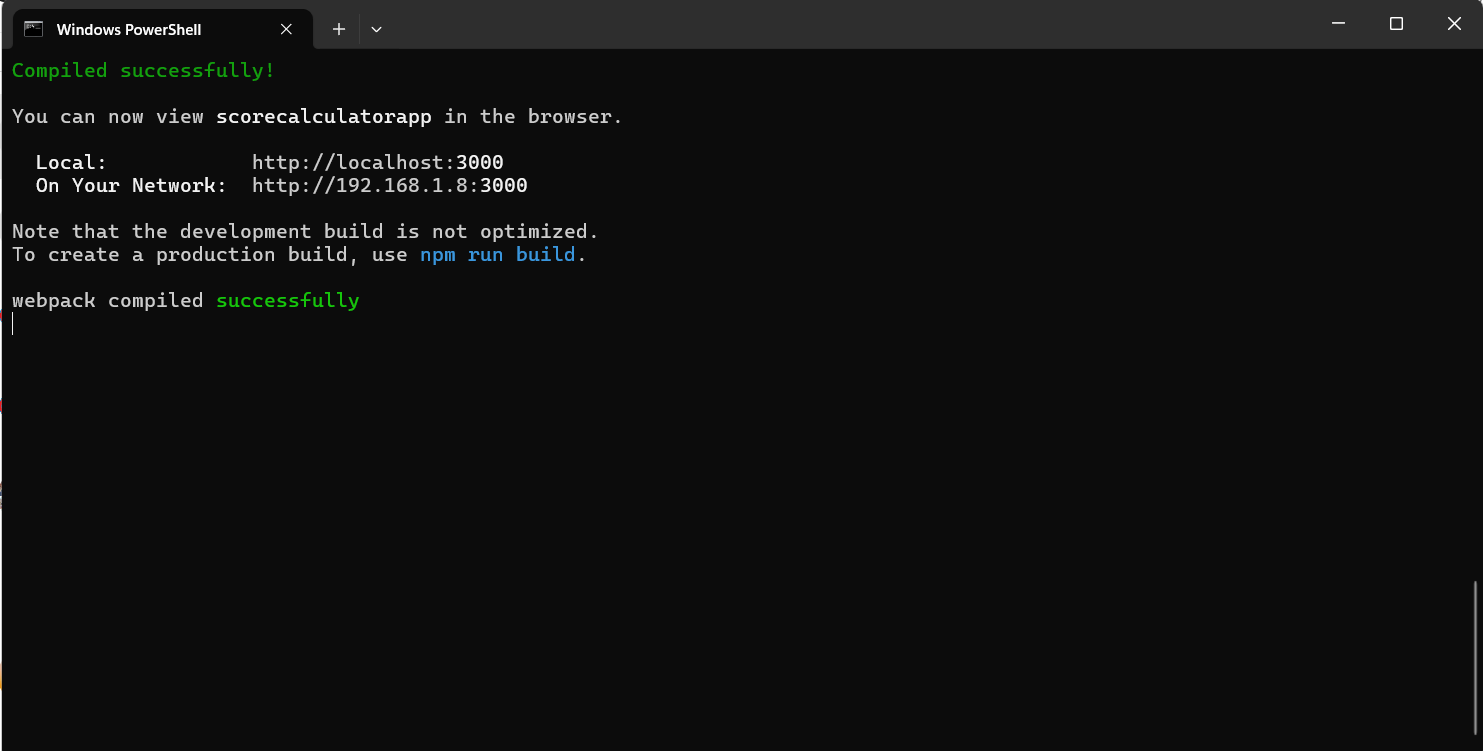 Windows PowerShell
Compiled successfully!
You can now view scorecalculatorapp in the browser.
Local: http://localhost:3000
On Your Network: http://192.168.1.8:3000
Note that the development build is not optimized.
To create a production build, use npm run build.
webpack compiled successfully